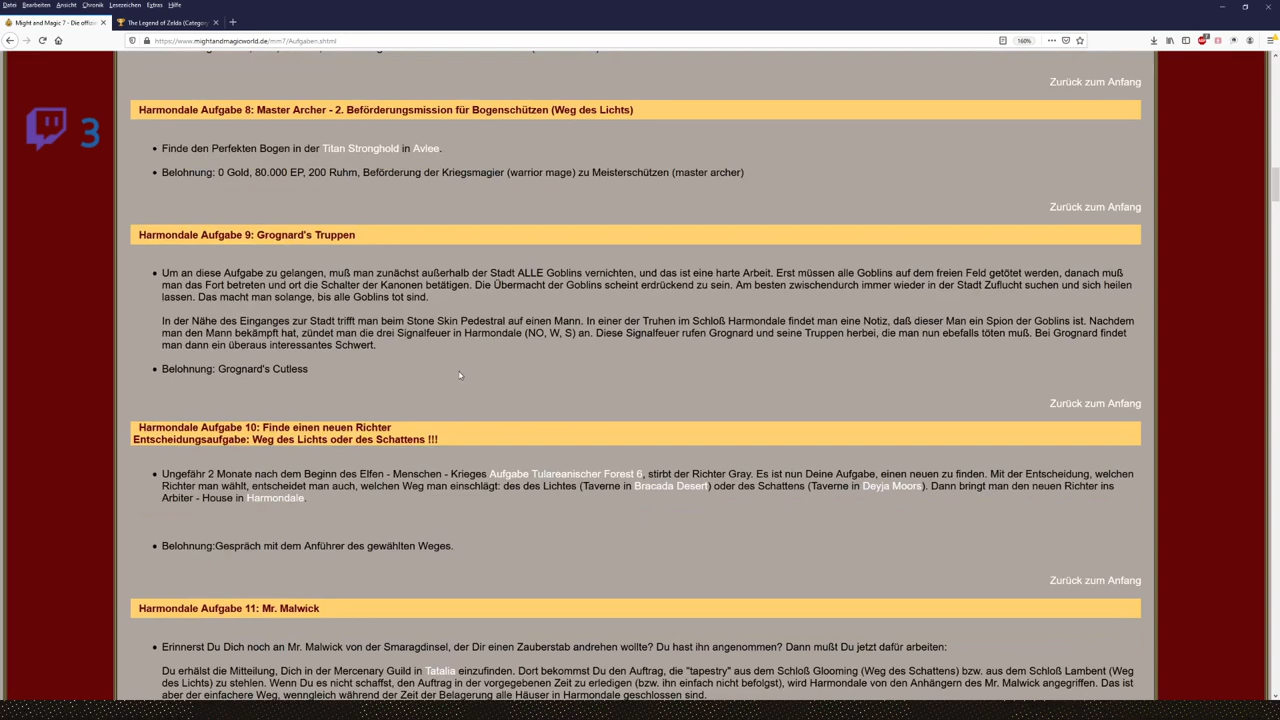 Datei Bearbeiten Ansicht Chronik Lesezeichen Extras Hilfe
Might and Magic 7 - Die offizi
The Legend of Zelda (Category
https://www.mightandmagicworld.de/mm7/Aufgaben.shtml
160%
Zurück zum Anfang
3
Harmondale Aufgabe 8: Master Archer - 2. Beförderungsmission für Bogenschützen (Weg des Lichts)
Finde den Perfekten Bogen in der Titan Stronghold in Avlee.
Belohnung: 0 Gold, 80.000 EP, 200 Ruhm, Beförderung der Kriegsmagier (warrior mage) zu Meisterschützen (master archer)
Zurück zum Anfang
Harmondale Aufgabe 9: Grognard's Truppen
Um an diese Aufgabe zu gelangen, muß man zunächst außerhalb der Stadt ALLE Goblins vernichten, und das ist eine harte Arbeit. Erst müssen alle Goblins auf dem freien Feld getötet werden, danach muß
man das Fort betreten und ort die Schalter der Kanonen betätigen. Die Übermacht der Goblins scheint erdrückend zu sein. Am besten zwischendurch immer wieder in der Stadt Zuflucht suchen und sich heilen
lassen. Das macht man solange, bis alle Goblins tot sind.
In der Nähe des Einganges zur Stadt trifft man beim Stone Skin Pedestral auf einen Mann. In einer der Truhen im Schloß Harmondale findet man eine Notiz, daß dieser Man ein Spion der Goblins ist. Nachdem
man den Mann bekämpft hat, zündet man die drei Signalfeuer in Harmondale (NO, W, S) an. Diese Signalfeuer rufen Grognard und seine Truppen herbei, die man nun ebefalls töten muß. Bei Grognard findet
man dann ein überaus interessantes Schwert.
Belohnung: Grognard's Cutless
Zurück zum Anfang
Harmondale Aufgabe 10: Finde einen neuen Richter
Entscheidungsaufgabe: Weg des Lichts oder des Schattens !!!
Ungefähr 2 Monate nach dem Beginn des Elfen - Menschen - Krieges Aufgabe Tulareanischer Forest 6, stirbt der Richter Gray. Es ist nun Deine Aufgabe, einen neuen zu finden. Mit der Entscheidung, welchen
Richter man wählt, entscheidet man auch, welchen Weg man einschlägt: des des Lichtes (Taverne in Bracada Desert) oder des Schattens (Taverne in Deyja Moors). Dann bringt man den neuen Richter ins
Arbiter - House in Harmondale.
Belohnung:Gespräch mit dem Anführer des gewählten Weges.
Zurück zum Anfang
Harmondale Aufgabe 11: Mr. Malwick
Erinnerst Du Dich noch an Mr. Malwick von der Smaragdinsel, der Dir einen Zauberstab andrehen wollte? Du hast ihn angenommen? Dann mußt Du jetzt dafür arbeiten:
Du erhälst die Mitteilung, Dich in der Mercenary Guild in Tatalia einzufinden. Dort bekommst Du den Auftrag, die "tapestry" aus dem Schloß Glooming (Weg des Schattens) bzw. aus dem Schloß Lambent (Weg
des Lichts) zu stehlen. Wenn Du es nicht schaffst, den Auftrag in der vorgegebenen Zeit zu erledigen (bzw. ihn einfach nicht befolgst), wird Harmondale von den Anhängern des Mr. Malwick angegriffen. Das ist
aber der einfachere Weg, wenngleich während der Zeit der Belagerung alle Häuser in Harmondale geschlossen sind.